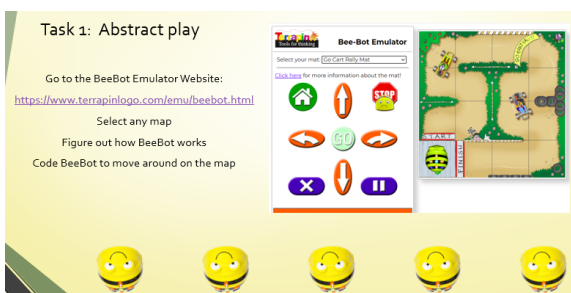 Task 1: Abstract play
Go to the BeeBot Emulator Website:
https://www.terrapinlogo.com/emu/beebot.html
Select any map
Figure out how BeeBot works
Code BeeBot to move around on the map
Terrapin
Tools for Thinking
Bee-Bot Emulator
Select your mat: Go Cart Rally Mat
Click here for more information about the mat!
STOP
GO
START
FINISH